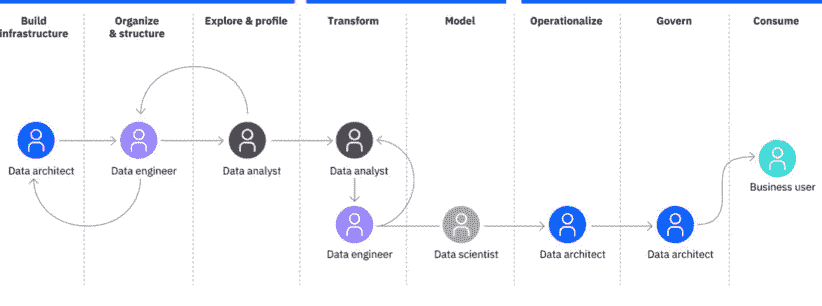 Build
infrastructure
Organize
& structure
Explore & profile
Transform
Model
Operationalize
Govern
Consume
Data architect
Data engineer
Data analyst
Data analyst
Business user
Data engineer
Data scientist
Data architect
Data architect